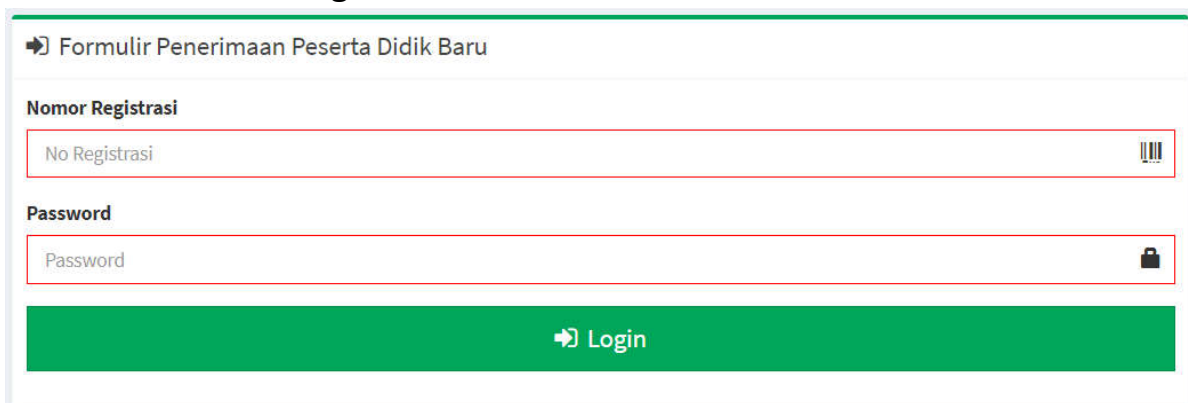 Formulir Penerimaan Peserta Didik Baru
Nomor Registrasi
No Registrasi
Password
Password
Login